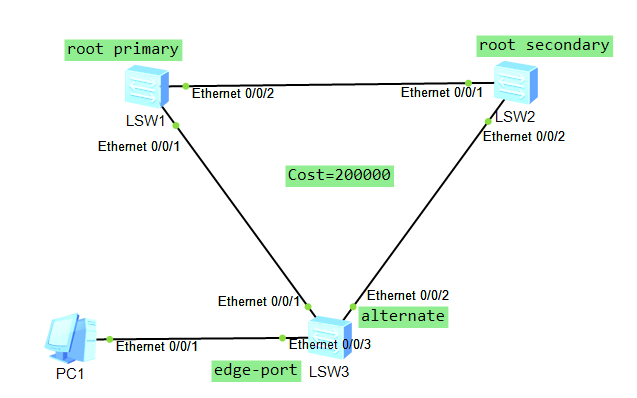 root primary
root secondary
Ethernet 0/0/2
Ethernet 0/0/1
LSW1
LSW2
Ethernet 0/0/1
Ethernet 0/0/2
Cost=200000
Ethernet 0/0/1
Ethernet 0/0/2
alternate
Ethernet 0/0/1
Ethernet 0/0/3
PC1
edge-port
LSW3